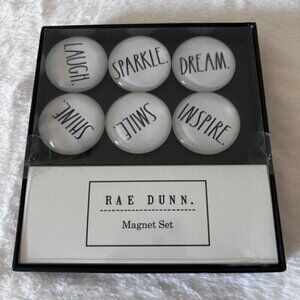 LAUGH.
SPARKLE.
DREAM.
SHINE.
SMILE.
INSPIRE.
RAE DUNN.
Magnet Set